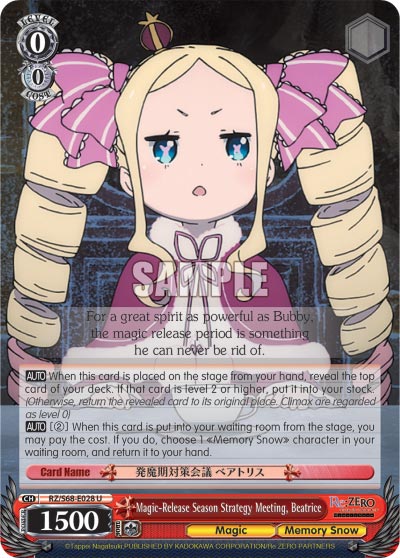 LEVEL
0
0
COST
SAMPLE
For a great spirit as powerful as Bubby,
the magic release period is something
he can never be rid of.
AUTO When this card is placed on the stage from your hand, reveal the top
card of your deck. If that card is level 2 or higher, put it into your stock.
(Otherwise, return the revealed card to its original place. Climax are regarded
as level 0)
AUTO [②] When this card is put into your waiting room from the stage, you
may pay the cost. If you do, choose 1 «Memory Snow» character in your
waiting room, and return it to your hand.
Card Name 発魔期対策会議 ベアトリス
CH RZ/S68-E028 U
Magic-Release Season Strategy Meeting, Beatrice
Re:ZERO
POWER 1500
SOUL
Magic
Memory Snow
©Tappei Nagatsuki,PUBLISHED BY KADOKAWA CORPORATION/Re:ZERO PARTNERS